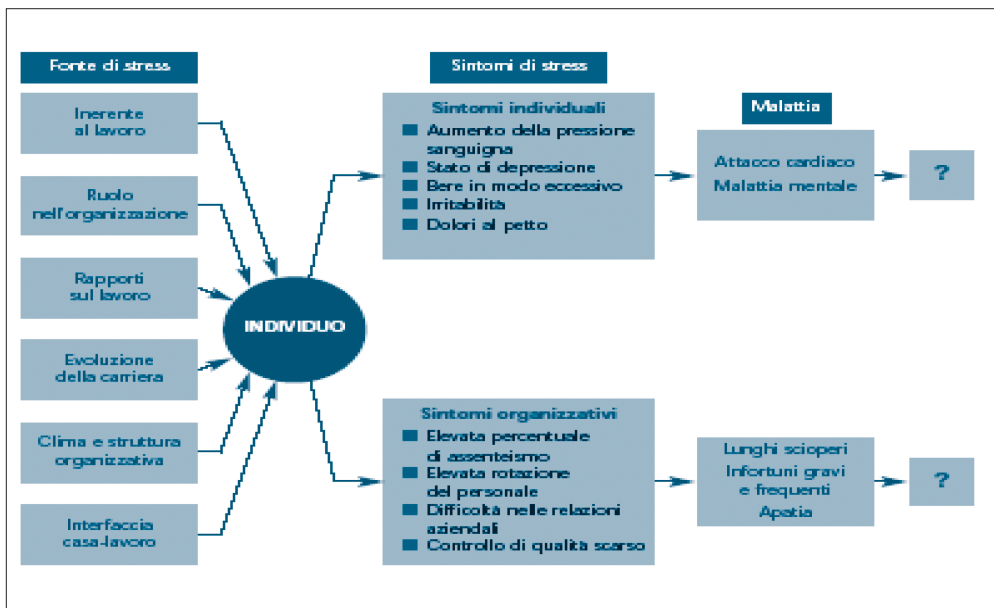 Fonte di stress
Inerente
al lavoro
Ruolo
nell'organizzazione
Rapporti
sul lavoro
Evoluzione
della carriera
Clima e struttura
organizzativa
Interfaccia
casa-lavoro
INDIVIDUO
Sintomi di stress
Sintomi individuali
Aumento della pressione
sanguigna
Stato di depressione
Bere in modo eccessivo
Irritabilità
Dolori al petto
Sintomi organizzativi
Elevata percentuale
di assenteismo
Elevata rotazione
del personale
Difficoltà nelle relazioni
aziendali
Controllo di qualità scarso
Malattia
Attacco cardiaco
Malattia mentale
?
Lunghi scioperi
Infortuni gravi
e frequenti
Apatia
?